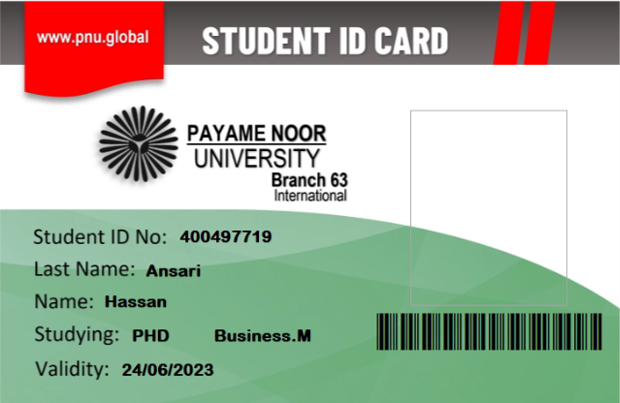 www.pnu.global
STUDENT ID CARD
PAYAME NOOR
UNIVERSITY
Branch 63
International
Student ID No: 400497719
Last Name: Ansari
Name: Hassan
Studying: PHD Business.M
Validity: 24/06/2023